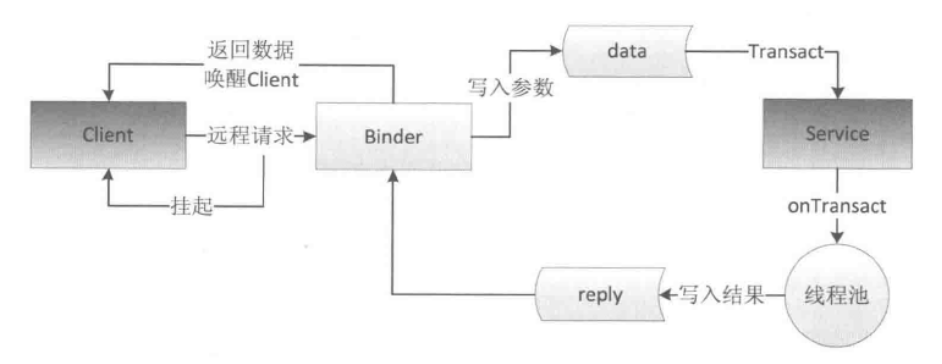 返回数据
唤醒Client
data
Transact
写入参数
Client
远程请求
Binder
Service
挂起
onTransact
reply
写入结果
线程池